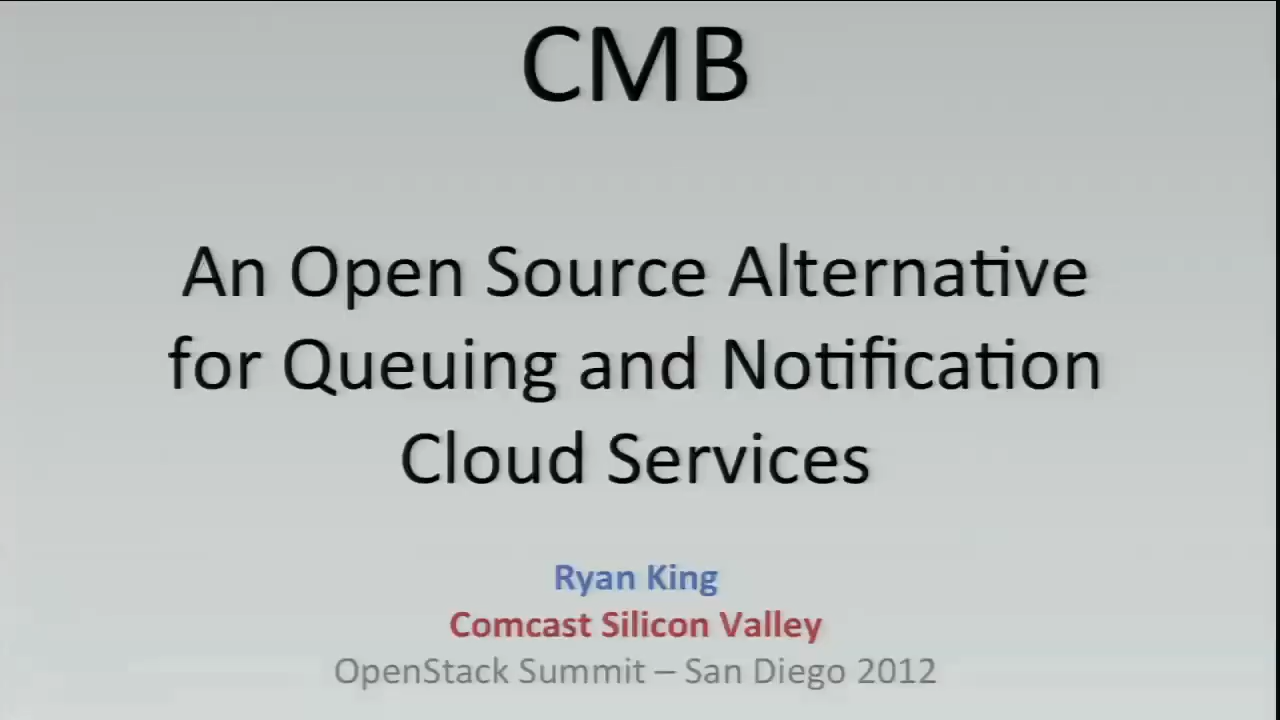 CMB
An Open Source Alternative
for Queuing and Notification
Cloud Services
Ryan King
Comcast Silicon Valley
OpenStack Summit – San Diego 2012